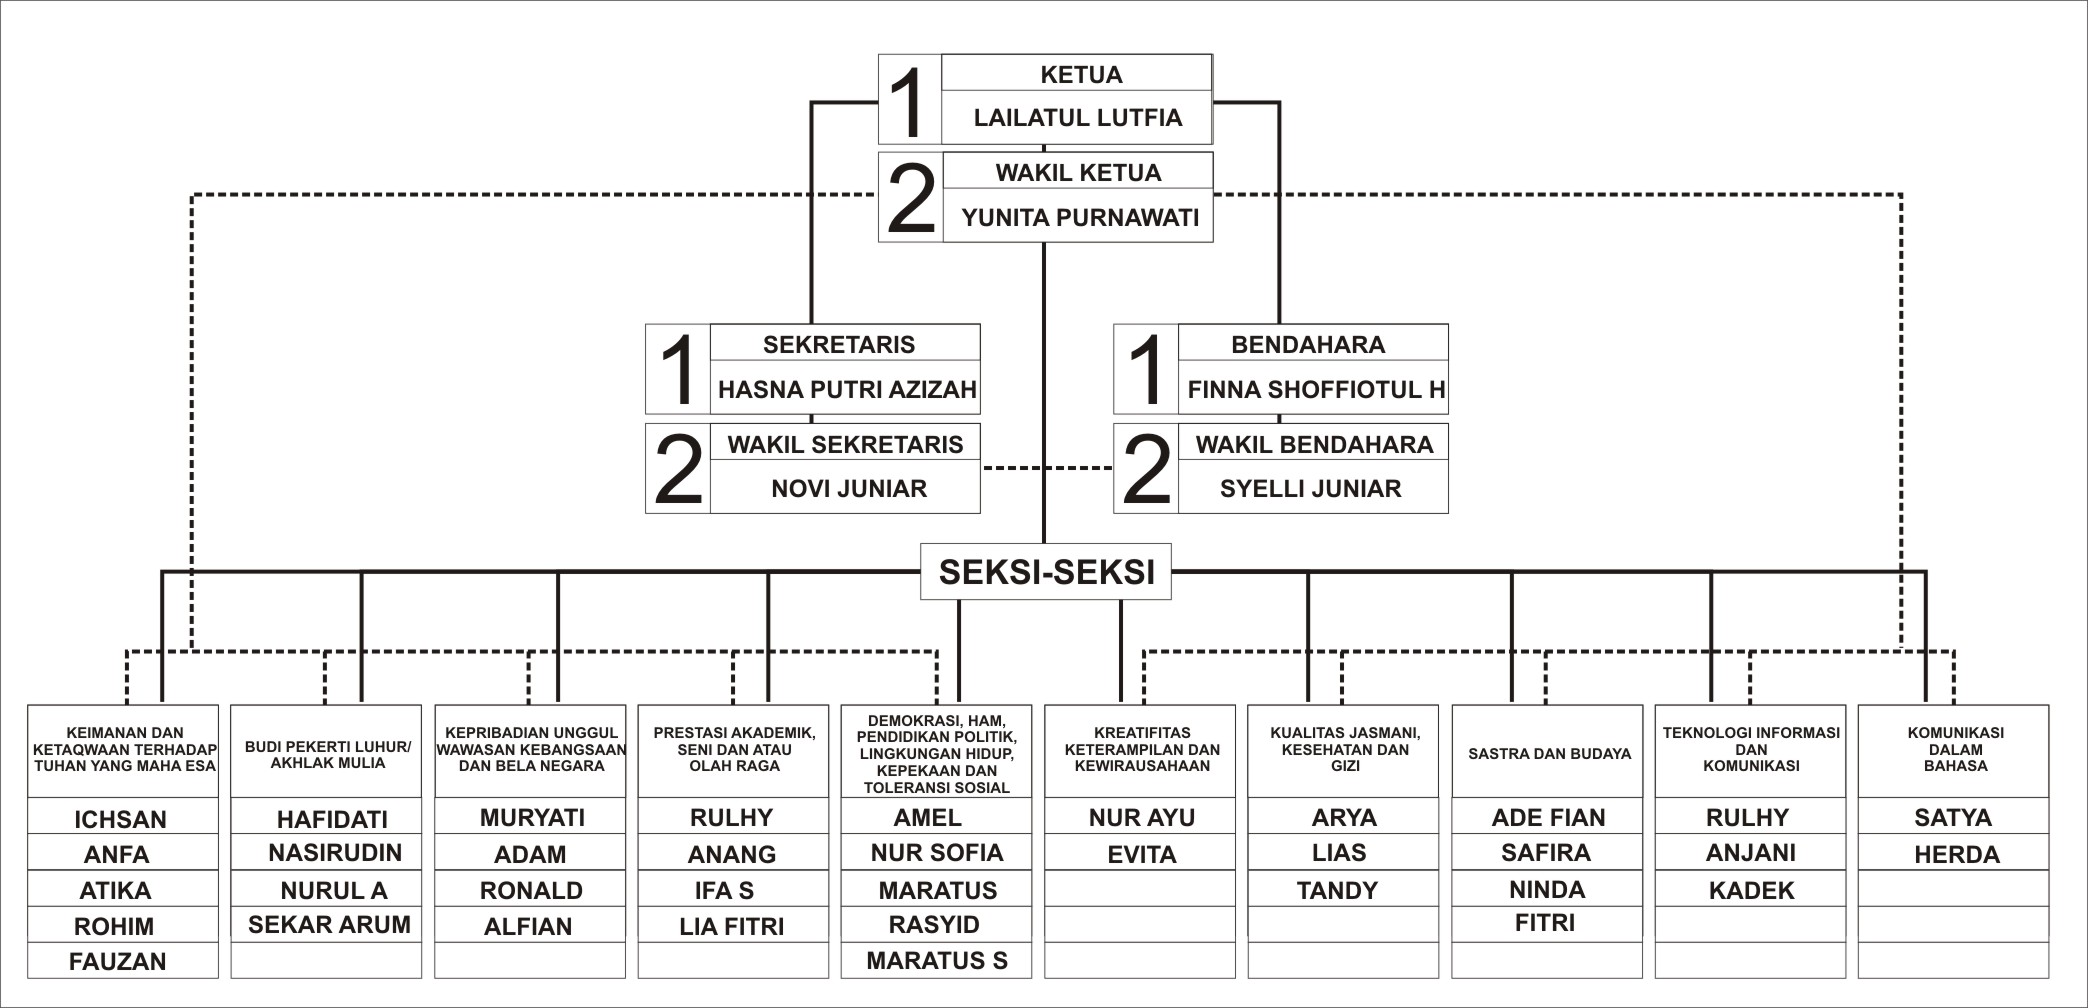 1
KETUA
LAILATUL LUTFIA
2
WAKIL KETUA
YUNITA PURNAWATI
1
SEKRETARIS
HASNA PUTRI AZIZAH
2
WAKIL SEKRETARIS
NOVI JUNIAR
1
BENDAHARA
FINNA SHOFFIOTUL H
2
WAKIL BENDAHARA
SYELLI JUNIAR
SEKSI-SEKSI
KEIMANAN DAN
KETAQWAAN TERHADAP
TUHAN YANG MAHA ESA
ICHSAN
ANFA
ATIKA
ROHIM
FAUZAN
BUDI PEKERTI LUHUR/
AKHLAK MULIA
HAFIDATI
NASIRUDIN
NURUL A
SEKAR ARUM
KEPRIBADIAN UNGGUL
WAWASAN KEBANGSAAN
DAN BELA NEGARA
MURYATI
ADAM
RONALD
ALFIAN
PRESTASI AKADEMIK,
SENI DAN ATAU
OLAH RAGA
RULHY
ANANG
IFA S
LIA FITRI
DEMOKRASI, HAM,
PENDIDIKAN POLITIK,
LINGKUNGAN HIDUP,
KEPEKAAN DAN
TOLERANSI SOSIAL
AMEL
NUR SOFIA
MARATUS
RASYID
MARATUS S
KREATIFITAS
KETERAMPILAN DAN
KEWIRAUSAHAAN
NUR AYU
EVITA
KUALITAS JASMANI,
KESEHATAN DAN
GIZI
ARYA
LIAS
TANDY
SASTRA DAN BUDAYA
ADE FIAN
SAFIRA
NINDA
FITRI
TEKNOLOGI INFORMASI
DAN
KOMUNIKASI
RULHY
ANJANI
KADEK
KOMUNIKASI
DALAM
BAHASA
SATYA
HERDA